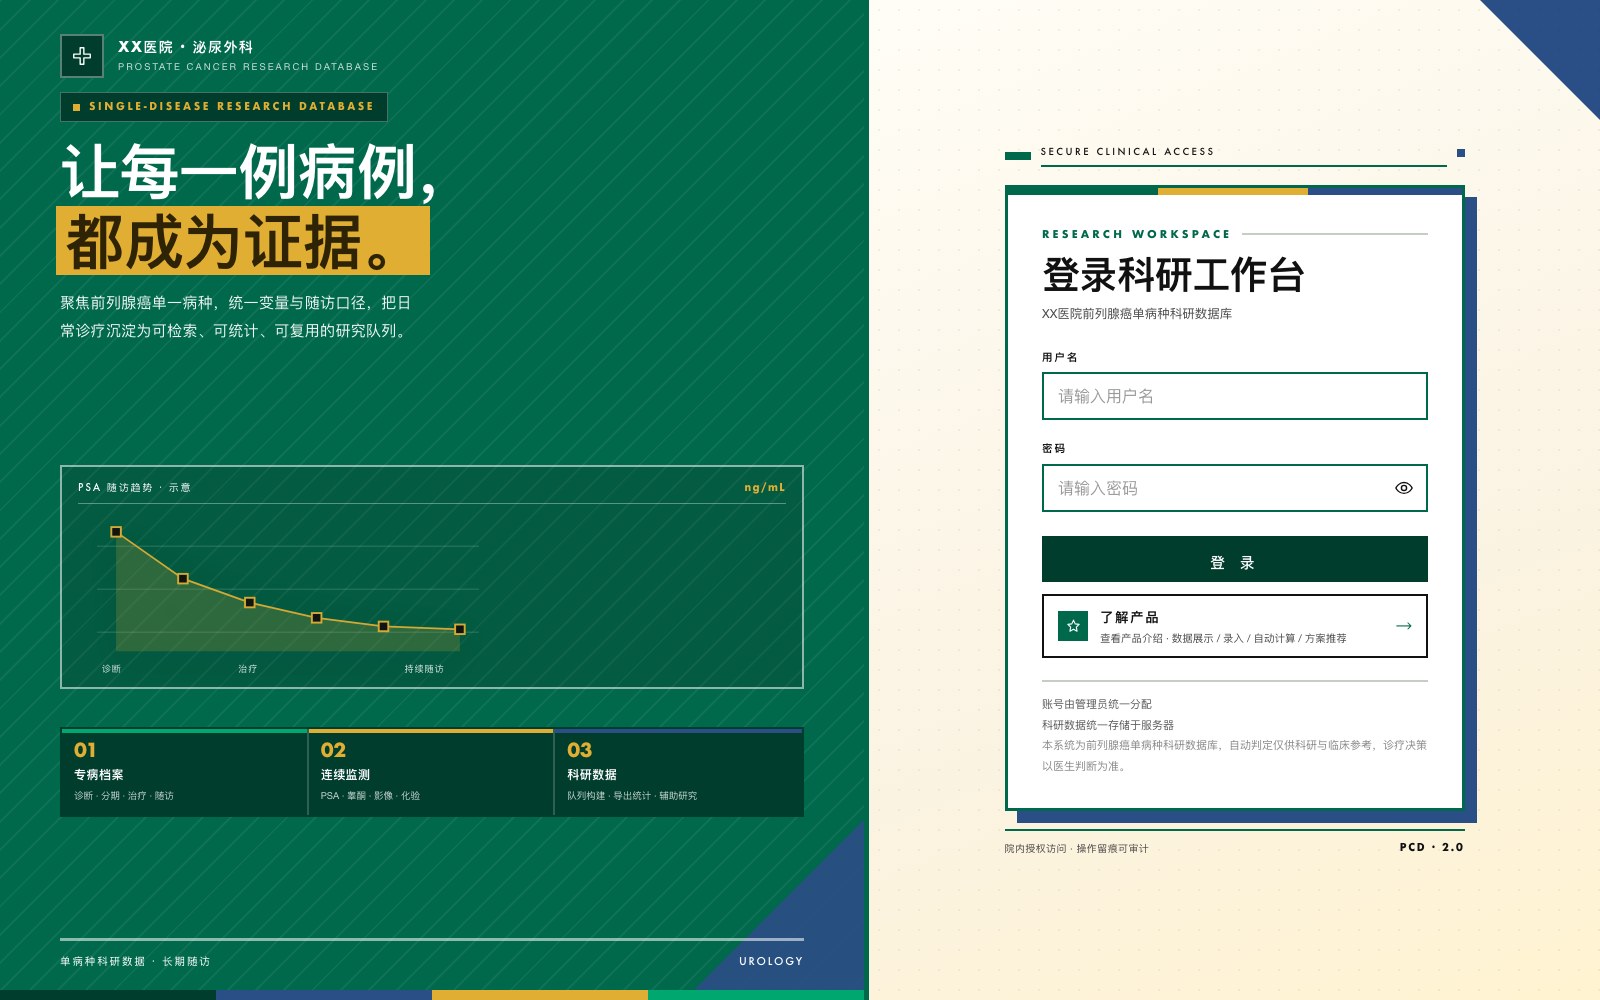 XX医院 · 泌尿外科
PROSTATE CANCER RESEARCH DATABASE
SINGLE-DISEASE RESEARCH DATABASE
让每一例病例,
都成为证据。
聚焦前列腺癌单一病种，统一变量与随访口径，把日
常诊疗沉淀为可检索、可统计、可复用的研究队列。
PSA 随访趋势 · 示意
ng/mL
诊断
治疗
持续随访
01
专病档案
诊断 · 分期 · 治疗 · 随访
02
连续监测
PSA · 睾酮 · 影像 · 化验
03
科研数据
队列构建 · 导出统计 · 辅助研究
单病种科研数据 · 长期随访
UROLOGY
SECURE CLINICAL ACCESS
RESEARCH WORKSPACE
登录科研工作台
XX医院前列腺癌单病种科研数据库
用户名
请输入用户名
密码
请输入密码
登 录
了解产品
查看产品介绍 · 数据展示 / 录入 / 自动计算 / 方案推荐
→
账号由管理员统一分配
科研数据统一存储于服务器
本系统为前列腺癌单病种科研数据库，自动判定仅供科研与临床参考，诊疗决策
以医生判断为准。
院内授权访问 · 操作留痕可审计
PCD · 2.0